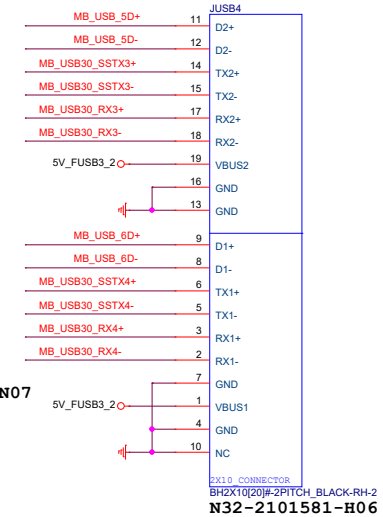 JUSB4
MB_USB_5D+ 11 D2+
MB_USB_5D- 12 D2-
MB_USB30_SSTX3+ 14 TX2+
MB_USB30_SSTX3- 15 TX2-
MB_USB30_RX3+ 17 RX2+
MB_USB30_RX3- 18 RX2-
5V_FUSB3_2 19 VBUS2
16 GND
13 GND
MB_USB_6D+ 9 D1+
MB_USB_6D- 8 D1-
MB_USB30_SSTX4+ 6 TX1+
MB_USB30_SSTX4- 5 TX1-
MB_USB30_RX4+ 3 RX1+
MB_USB30_RX4- 2 RX1-
7 GND
N07
5V_FUSB3_2 1 VBUS1
4 GND
10 NC
2X10_CONNECTOR
BH2X10[20]#-2PITCH_BLACK-RH-2
N32-2101581-H06